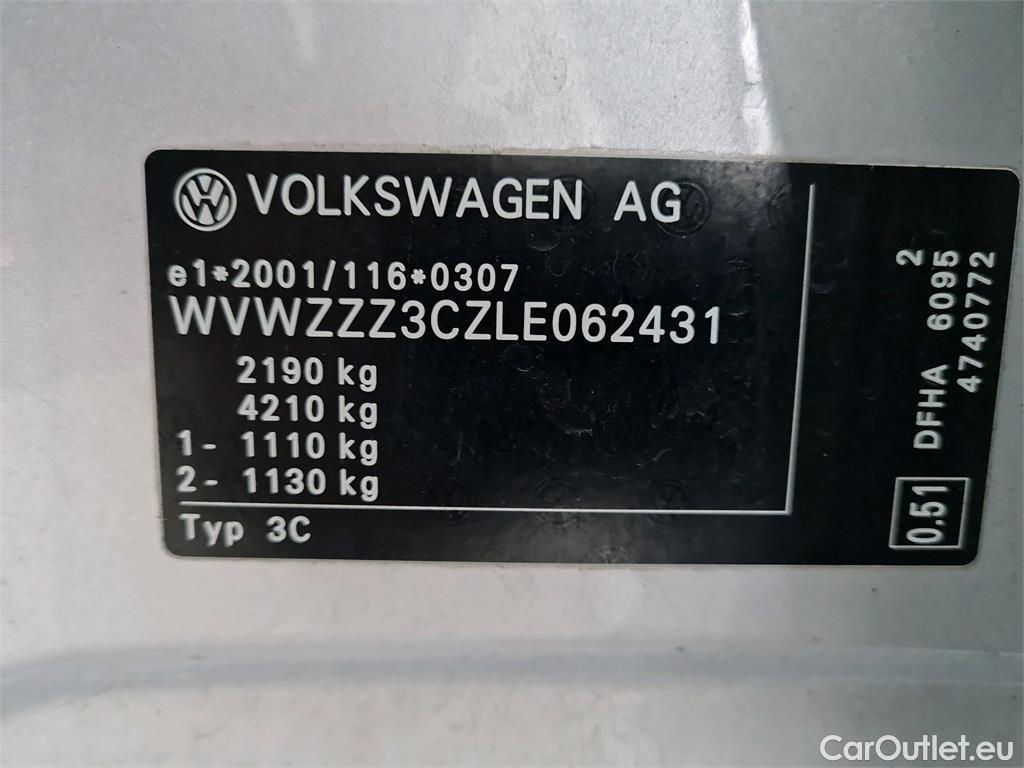 VOLKSWAGEN AG
e1*2001/116*0307
WVWZZZ3CZLE062431
2190 kg
4210 kg
1- 1110 kg
2- 1130 kg
Typ 3C
2
DFHA 6095
4740772
0.51
CarOutlet.eu